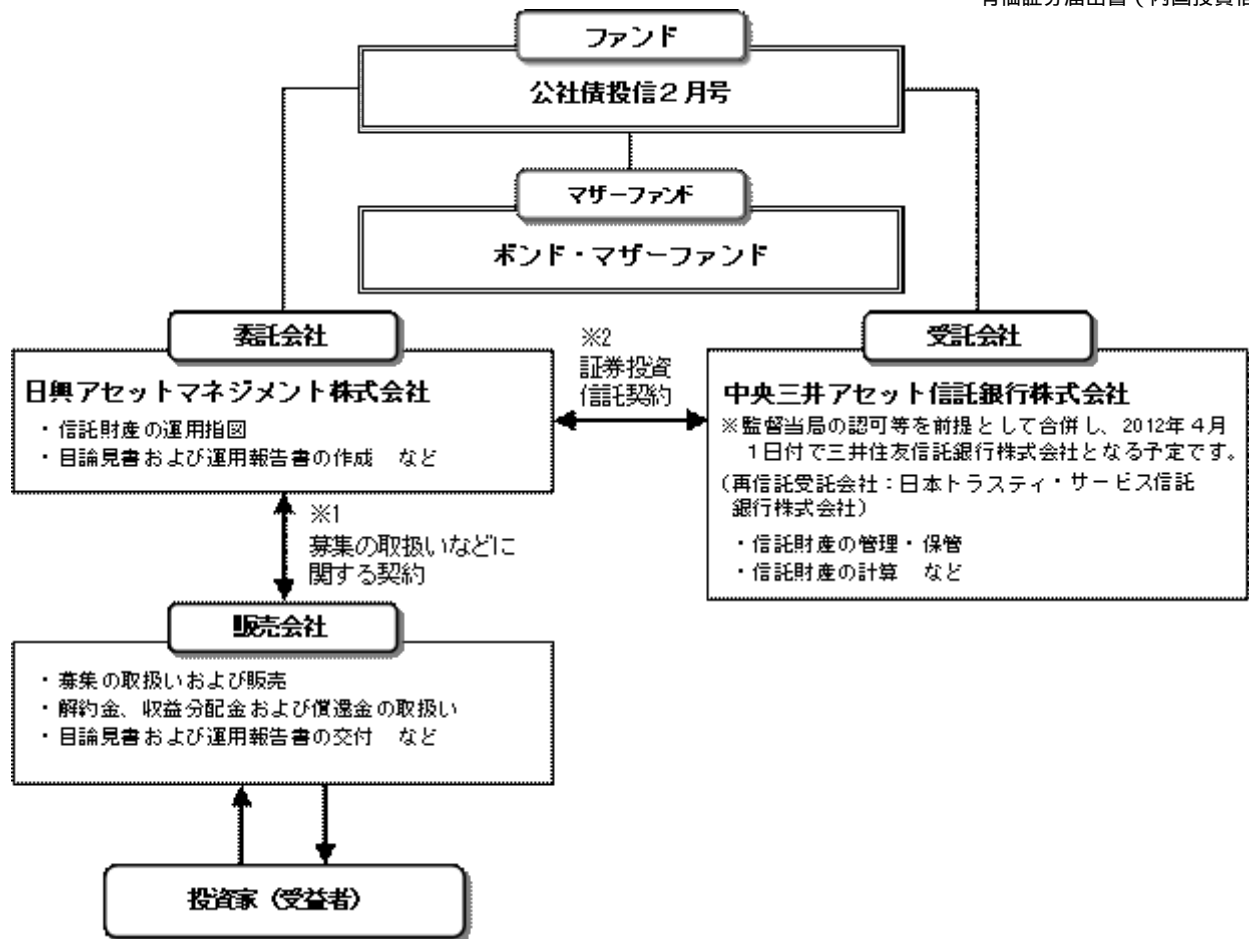 有価証券届出書（内国投資信
ファンド
公社債投信２月号
マザーファンド
ボンド・マザーファンド
委託会社
日興アセットマネジメント株式会社
・信託財産の運用指図
・目論見書および運用報告書の作成　など
※2
証券投資
信託契約
受託会社
中央三井アセット信託銀行株式会社
※監督当局の認可等を前提として合併し、2012年４月
１日付で三井住友信託銀行株式会社となる予定です。
（再信託受託会社：日本トラスティ・サービス信託
銀行株式会社）
・信託財産の管理・保管
・信託財産の計算　など
※1
募集の取扱いなどに
関する契約
販売会社
・募集の取扱いおよび販売
・解約金、収益分配金および償還金の取扱い
・目論見書および運用報告書の交付　など
投資家（受益者）